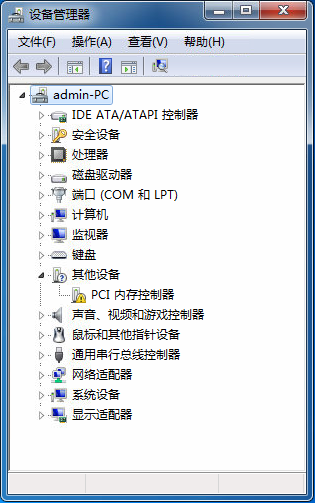 设备管理器
文件(F) 操作(A) 查看(V) 帮助(H)
admin-PC
IDE ATA/ATAPI 控制器
安全设备
处理器
磁盘驱动器
端口 (COM 和 LPT)
计算机
监视器
键盘
其他设备
PCI 内存控制器
声音、视频和游戏控制器
鼠标和其他指针设备
通用串行总线控制器
网络适配器
系统设备
显示适配器